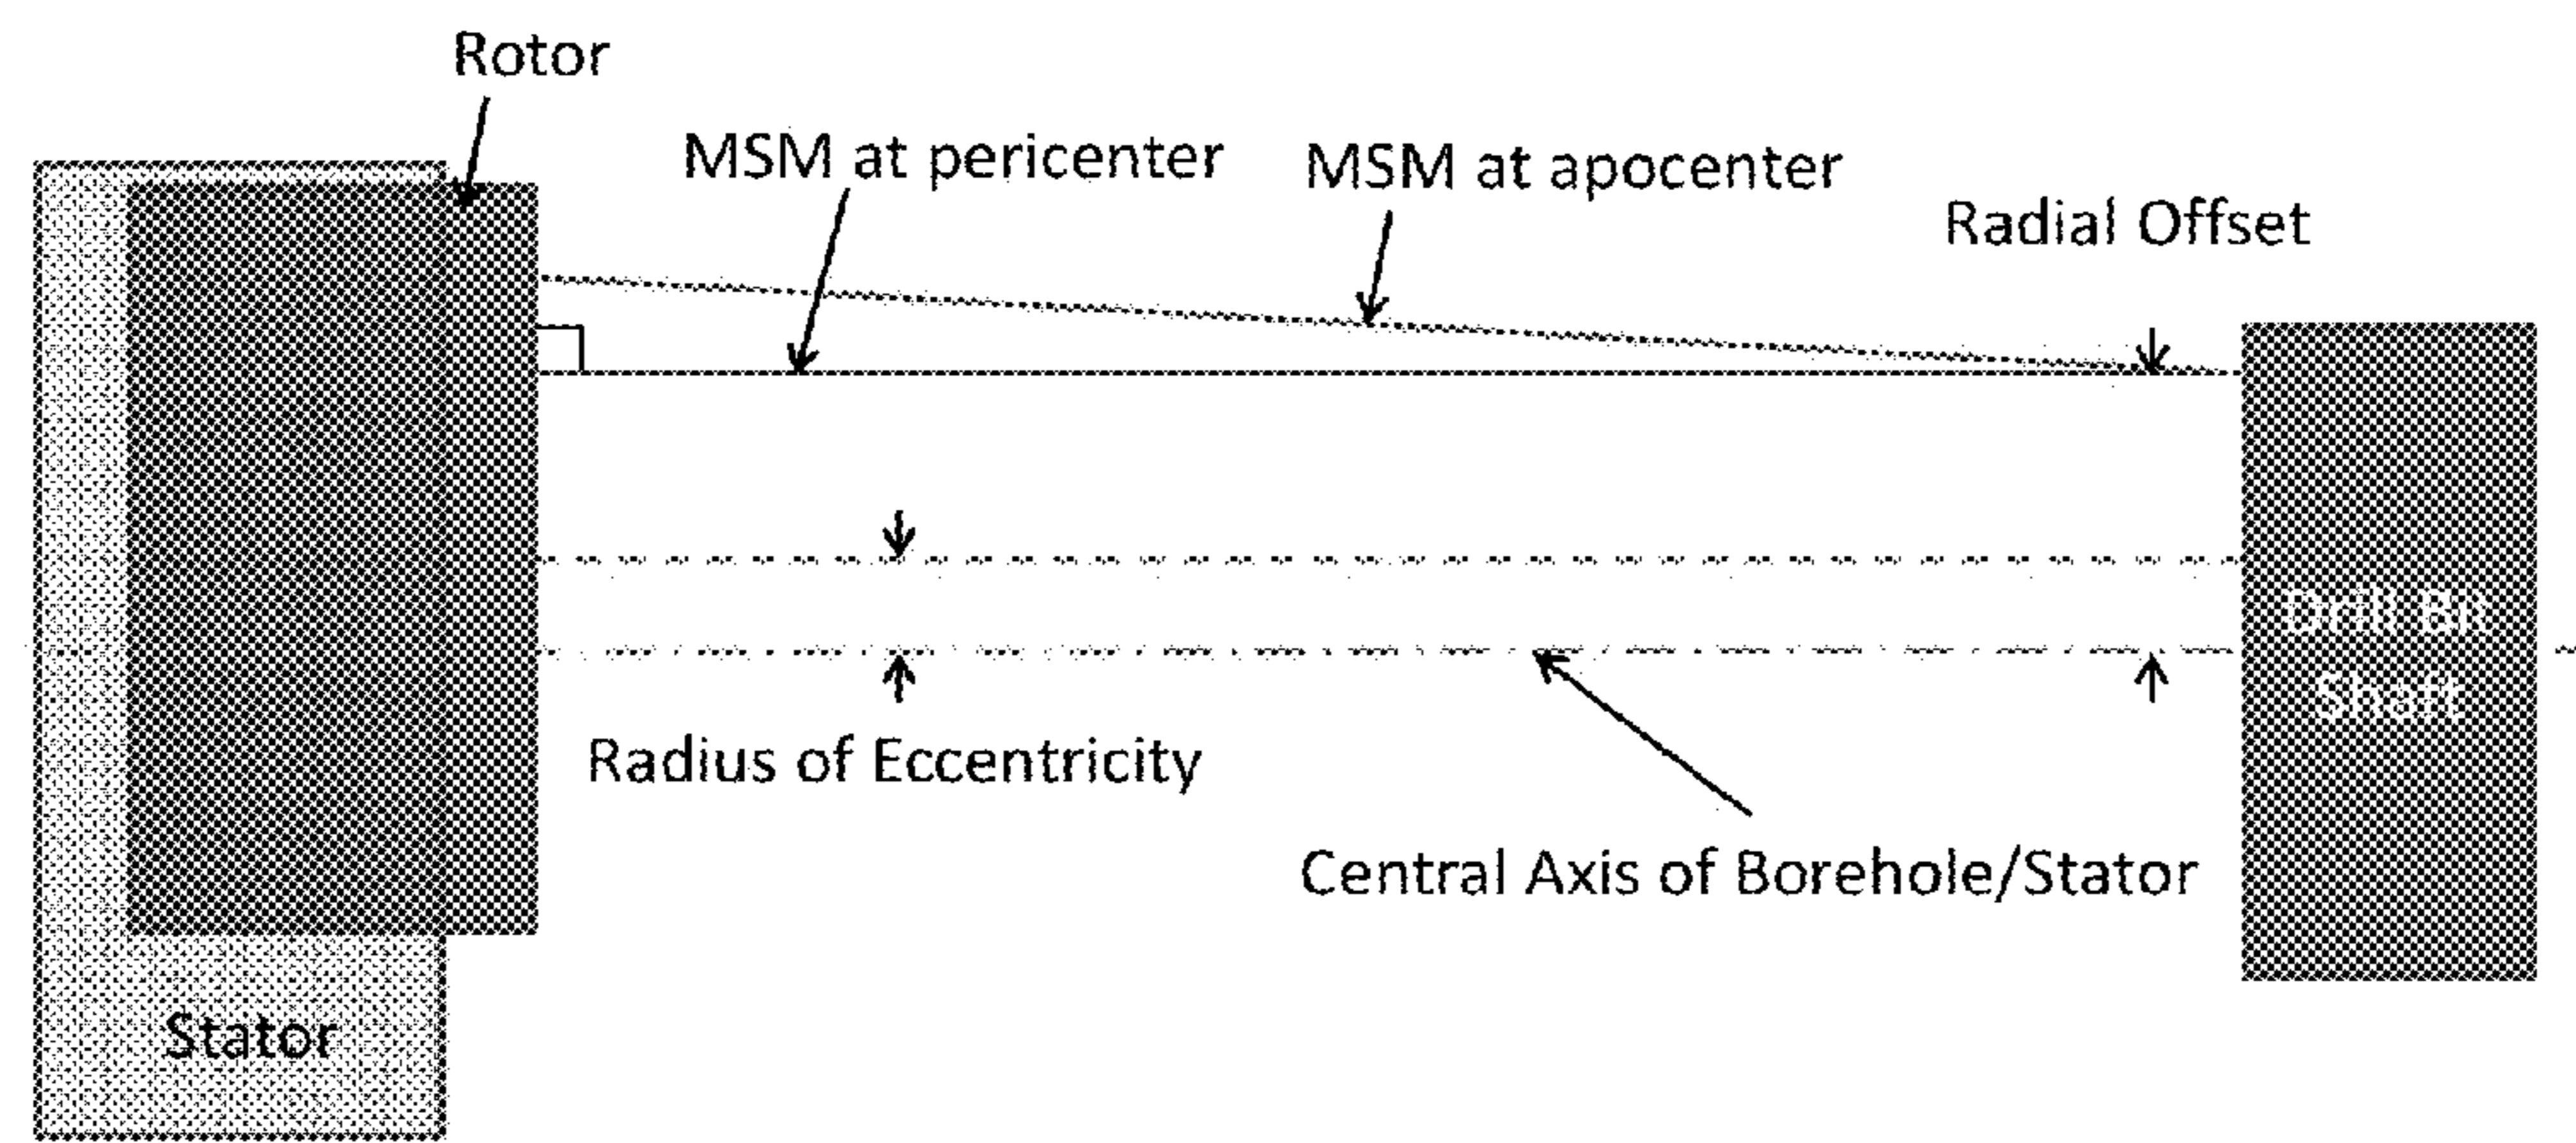 Rotor
MSM at pericenter
MSM at apocenter
Radial Offset
Drill Bit
Shaft
Radius of Eccentricity
Central Axis of Borehole/Stator
Stator